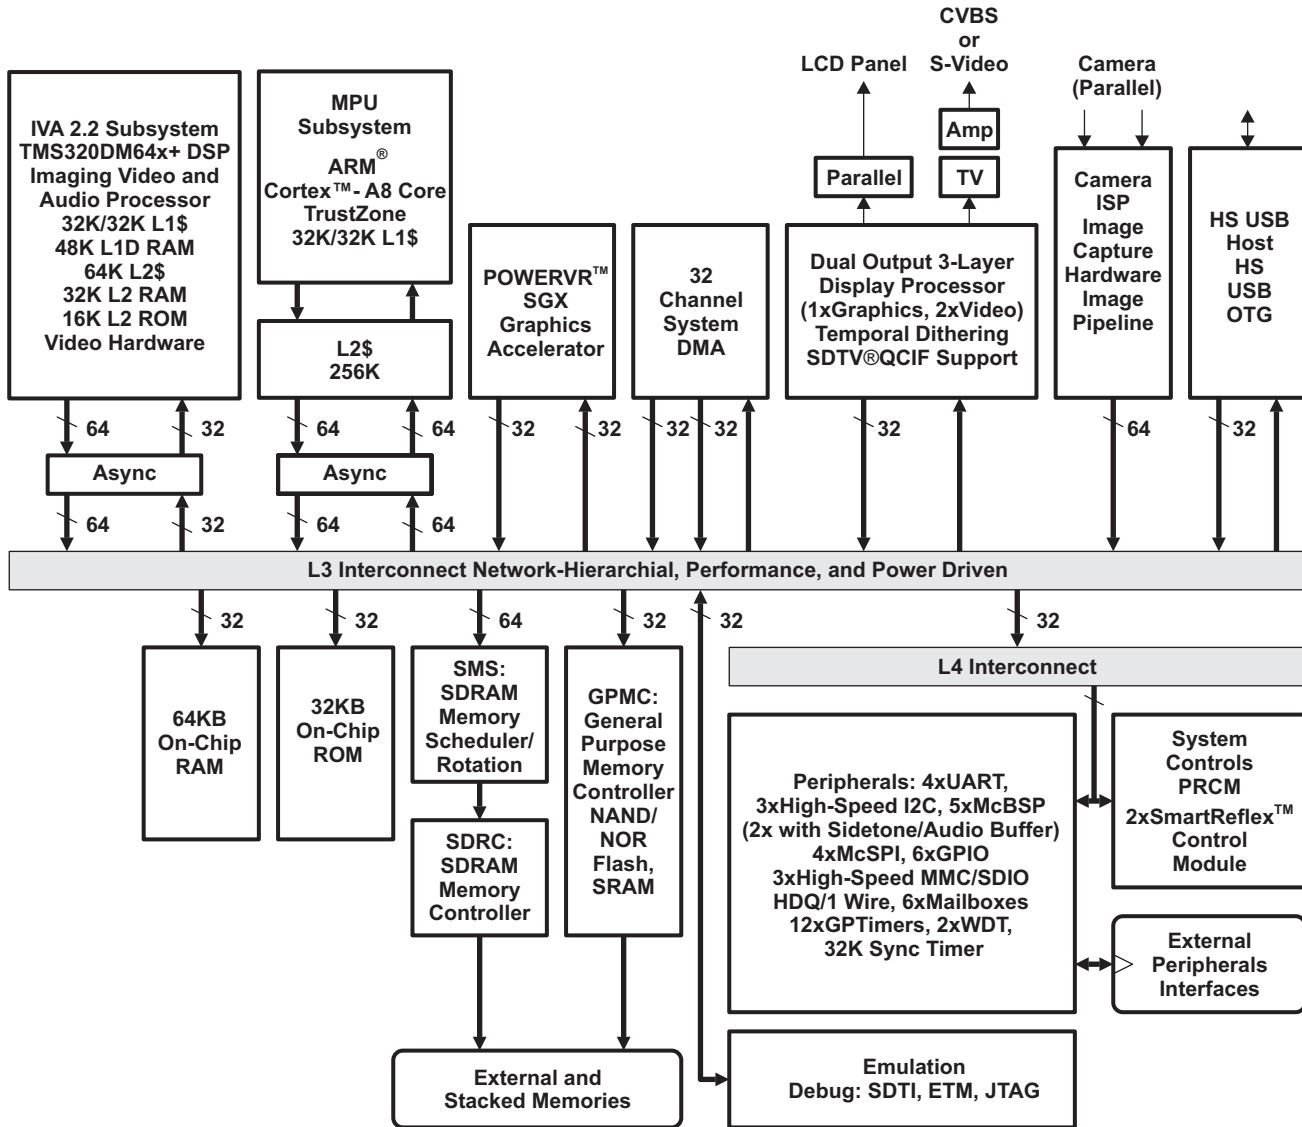 CVBS
or
S-Video
LCD Panel
Camera
(Parallel)
Amp
Parallel
TV
IVA 2.2 Subsystem
TMS320DM64x+ DSP
Imaging Video and
Audio Processor
32K/32K L1$
48K L1D RAM
64K L2$
32K L2 RAM
16K L2 ROM
Video Hardware
MPU
Subsystem
ARM®
Cortex™- A8 Core
TrustZone
32K/32K L1$
L2$
256K
POWERVR™
SGX
Graphics
Accelerator
32
Channel
System
DMA
Dual Output 3-Layer
Display Processor
(1xGraphics, 2xVideo)
Temporal Dithering
SDTV®QCIF Support
Camera
ISP
Image
Capture
Hardware
Image
Pipeline
HS USB
Host
HS
USB
OTG
64
32
64
64
32
32
32
32
32
64
32
Async
Async
64
32
64
64
L3 Interconnect Network-Hierarchial, Performance, and Power Driven
32
32
64
32
32
32
64KB
On-Chip
RAM
32KB
On-Chip
ROM
SMS:
SDRAM
Memory
Scheduler/
Rotation
SDRC:
SDRAM
Memory
Controller
GPMC:
General
Purpose
Memory
Controller
NAND/
NOR
Flash,
SRAM
L4 Interconnect
Peripherals: 4xUART,
3xHigh-Speed I2C, 5xMcBSP
(2x with Sidetone/Audio Buffer)
4xMcSPI, 6xGPIO
3xHigh-Speed MMC/SDIO
HDQ/1 Wire, 6xMailboxes
12xGPTimers, 2xWDT,
32K Sync Timer
System
Controls
PRCM
2xSmartReflex™
Control
Module
External
Peripherals
Interfaces
External and
Stacked Memories
Emulation
Debug: SDTI, ETM, JTAG